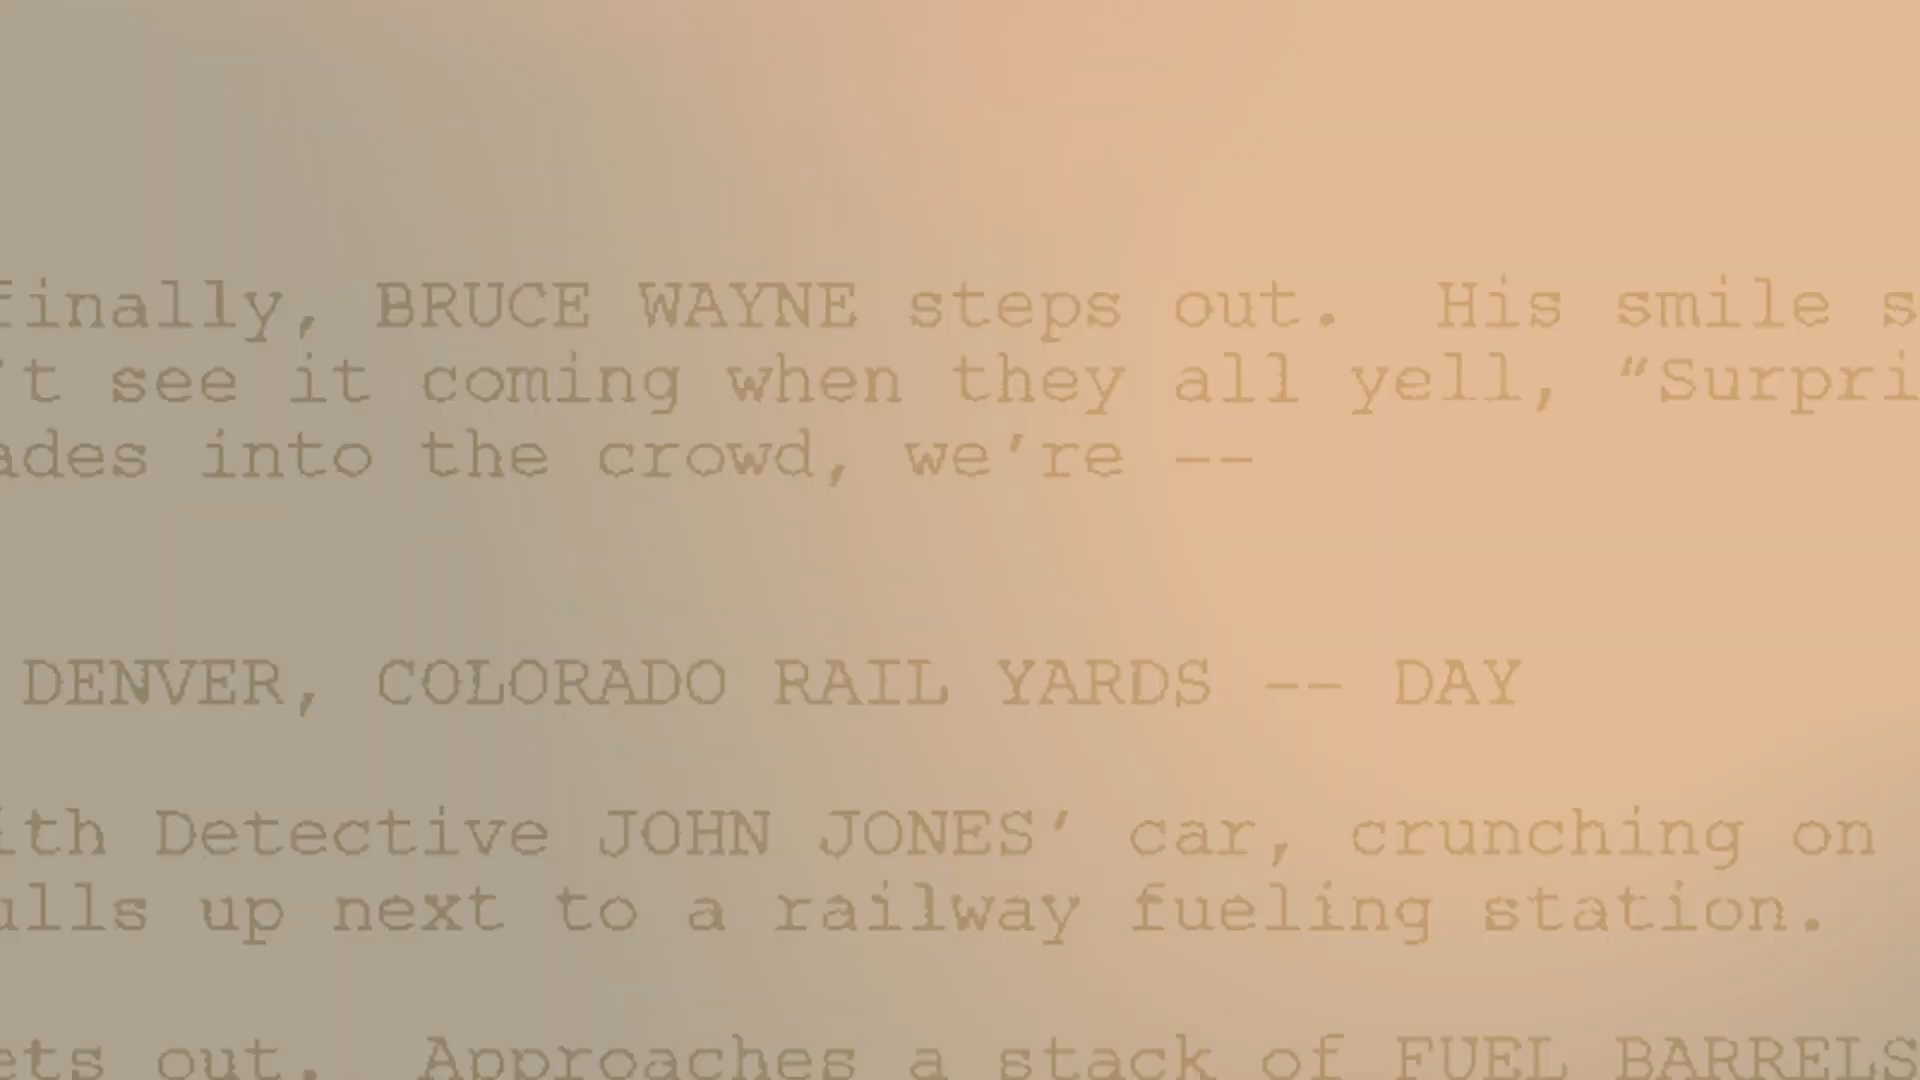 finally, BRUCE WAYNE steps out. His smile s
't see it coming when they all yell, “Surpri
ades into the crowd, we’re --
DENVER, COLORADO RAIL YARDS -- DAY
ith Detective JOHN JONES’ car, crunching on
ulls up next to a railway fueling station.
ets out. Approaches a stack of FUEL BARRELS